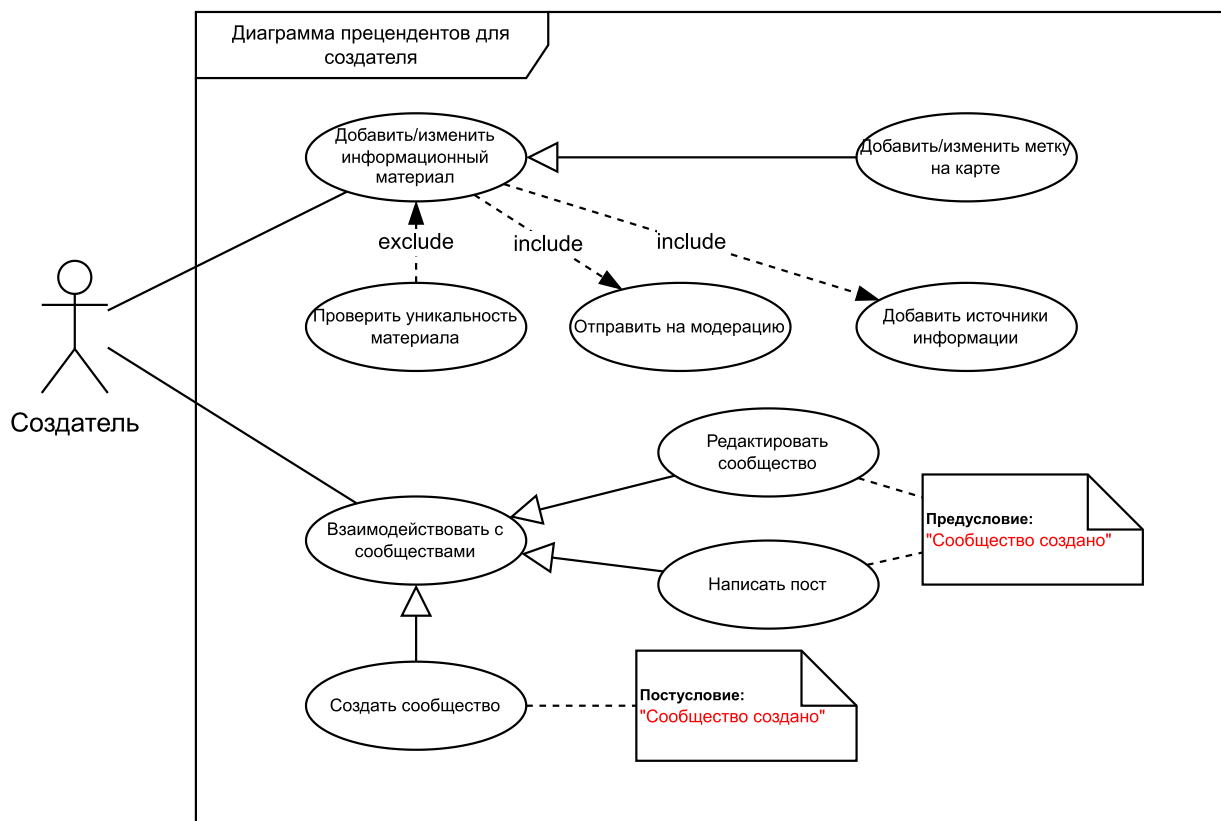 Диаграмма прецендентов для
создателя
Добавить/изменить
информационный
материал
Добавить/изменить метку
на карте
exclude
include
include
Проверить уникальность
материала
Отправить на модерацию
Добавить источники
информации
Создатель
Редактировать
сообщество
Предусловие:
"Сообщество создано"
Взаимодействовать с
сообществами
Написать пост
Создать сообщество
Постусловие:
"Сообщество создано"